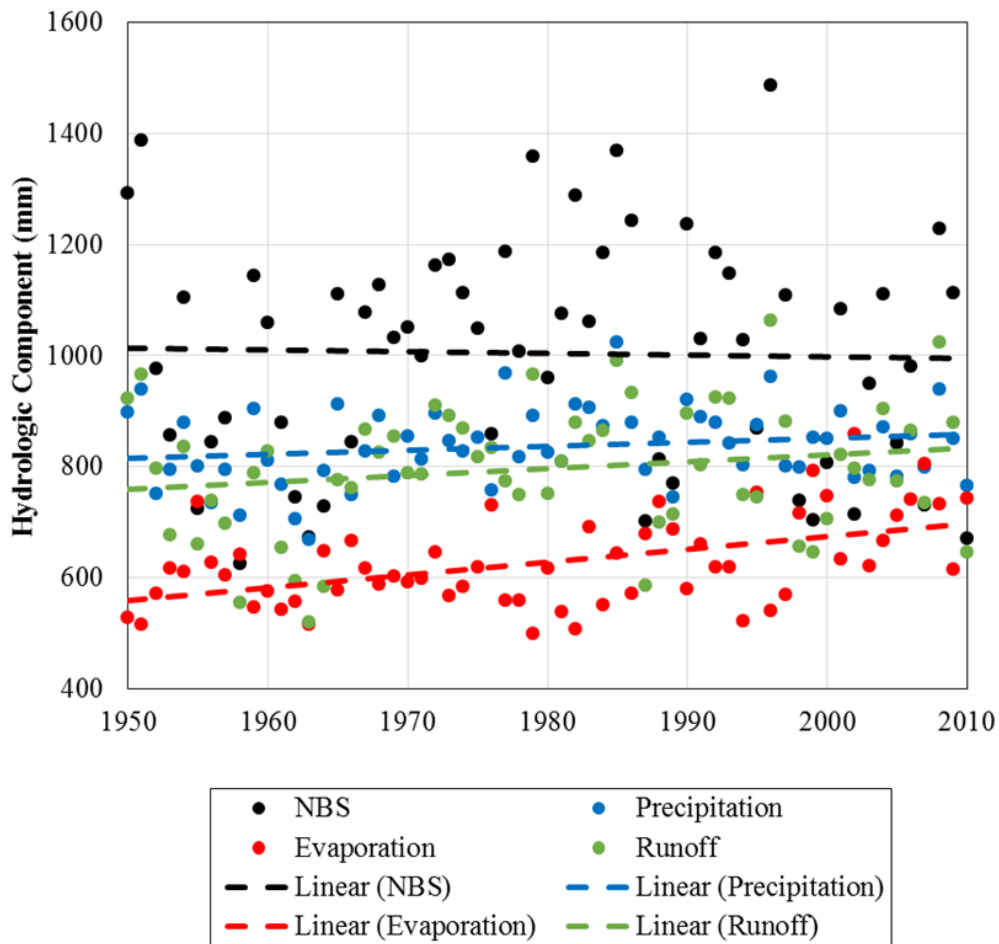 Hydrologic Component (mm)
1600
1400
1200
1000
800
600
400
1950 1960 1970 1980 1990 2000 2010
NBS Precipitation
Evaporation Runoff
Linear (NBS) Linear (Precipitation)
Linear (Evaporation) Linear (Runoff)